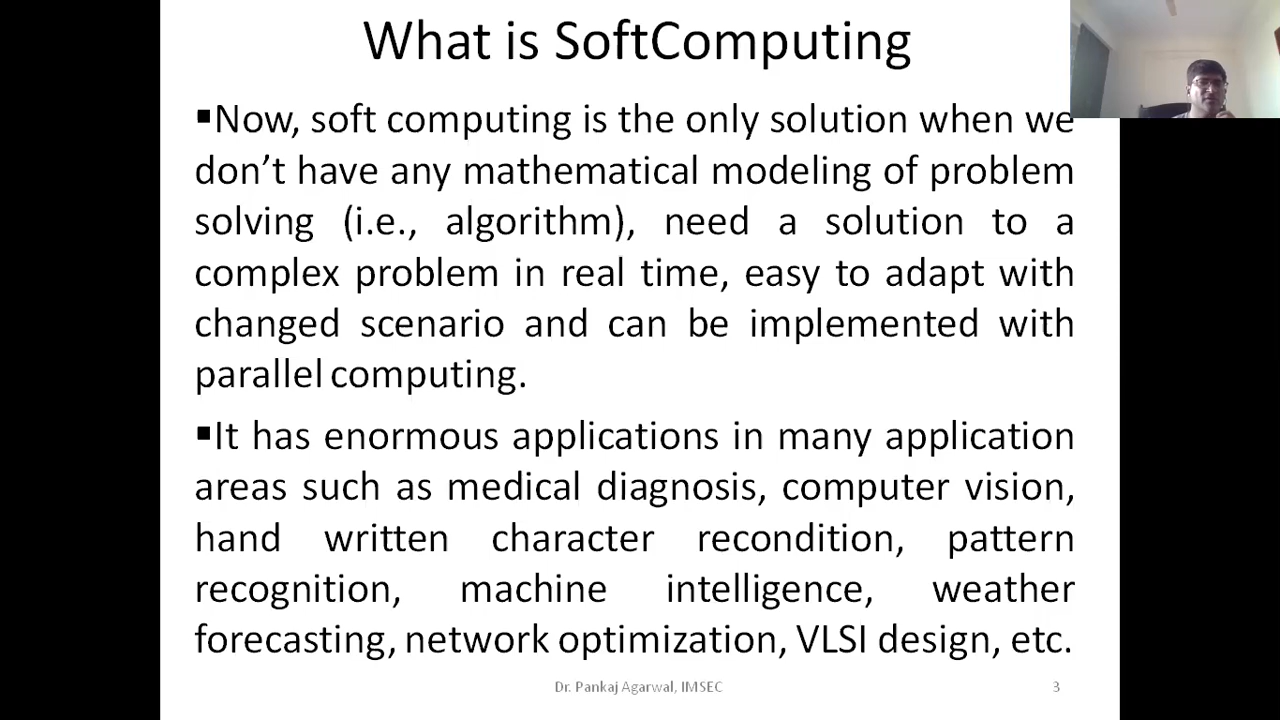 What is SoftComputing
▪Now, soft computing is the only solution when we
don’t have any mathematical modeling of problem
solving (i.e., algorithm), need a solution to a
complex problem in real time, easy to adapt with
changed scenario and can be implemented with
parallel computing.
▪It has enormous applications in many application
areas such as medical diagnosis, computer vision,
hand written character recondition, pattern
recognition, machine intelligence, weather
forecasting, network optimization, VLSI design, etc.
Dr. Pankaj Agarwal, IMSEC
3